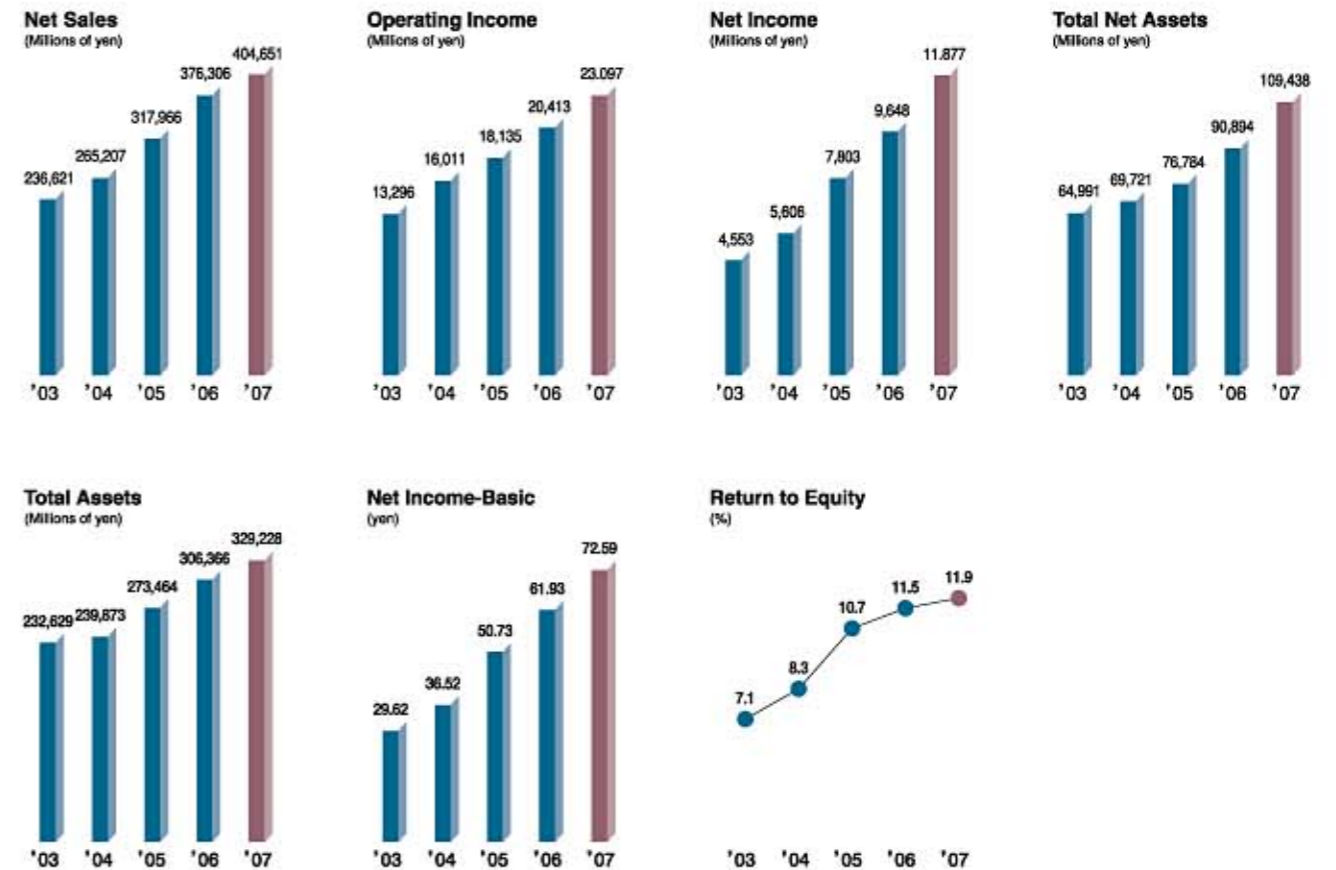 Net Sales
(Millions of yen)
236,621
265,207
317,966
376,306
404,651
'03 '04 '05 '06 '07
Operating Income
(Millions of yen)
13,296
16,011
18,135
20,413
23.097
'03 '04 '05 '06 '07
Net Income
(Millions of yen)
4,553
5,606
7,803
9,648
11.877
'03 '04 '05 '06 '07
Total Net Assets
(Millions of yen)
64,991
69,721
76,784
90,894
109,438
'03 '04 '05 '06 '07
Total Assets
(Millions of yen)
232,629
239,873
273,464
306,366
329,228
'03 '04 '05 '06 '07
Net Income-Basic
(yen)
29.62
36.52
50.73
61.93
72.59
'03 '04 '05 '06 '07
Return to Equity
(%)
7.1
8.3
10.7
11.5
11.9
'03 '04 '05 '06 '07